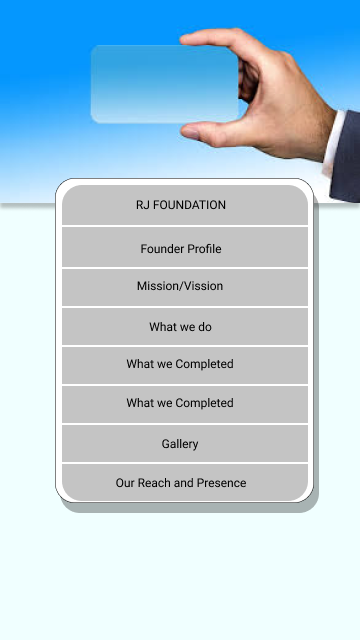 RJ FOUNDATION
Founder Profile
Mission/Vission
What we do
What we Completed
What we Completed
Gallery
Our Reach and Presence